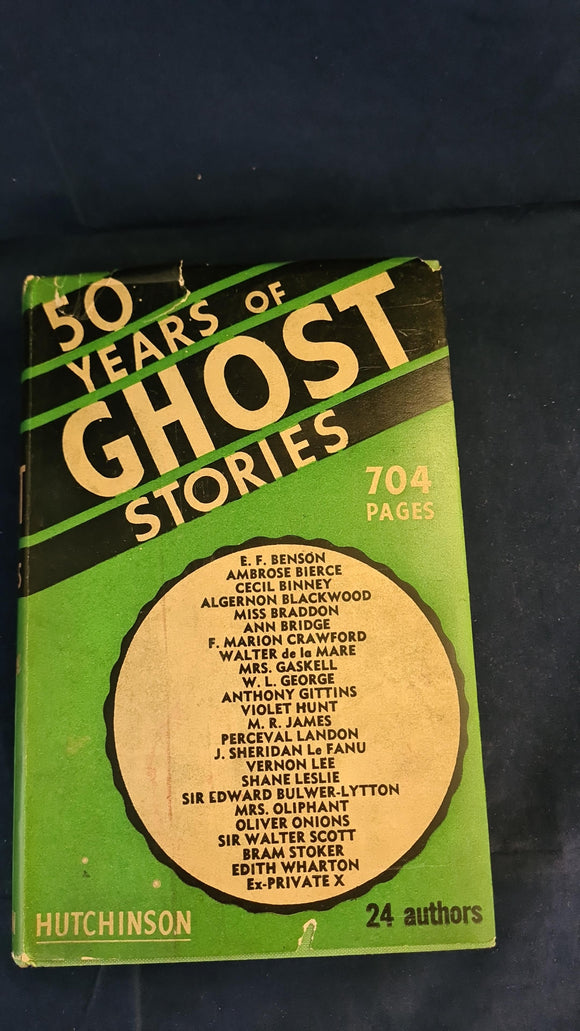 50
YEARS OF
GHOST
STORIES
704
PAGES
E. F. BENSON
AMBROSE BIERCE
CECIL BINNEY
ALGERNON BLACKWOOD
MISS BRADDON
ANN BRIDGE
F. MARION CRAWFORD
WALTER de la MARE
MRS. GASKELL
W. L. GEORGE
ANTHONY GITTINS
VIOLET HUNT
M. R. JAMES
PERCEVAL LANDON
J. SHERIDAN Le FANU
VERNON LEE
SHANE LESLIE
SIR EDWARD BULWER-LYTTON
MRS. OLIPHANT
OLIVER ONIONS
SIR WALTER SCOTT
BRAM STOKER
EDITH WHARTON
Ex-PRIVATE X
HUTCHINSON
24 authors